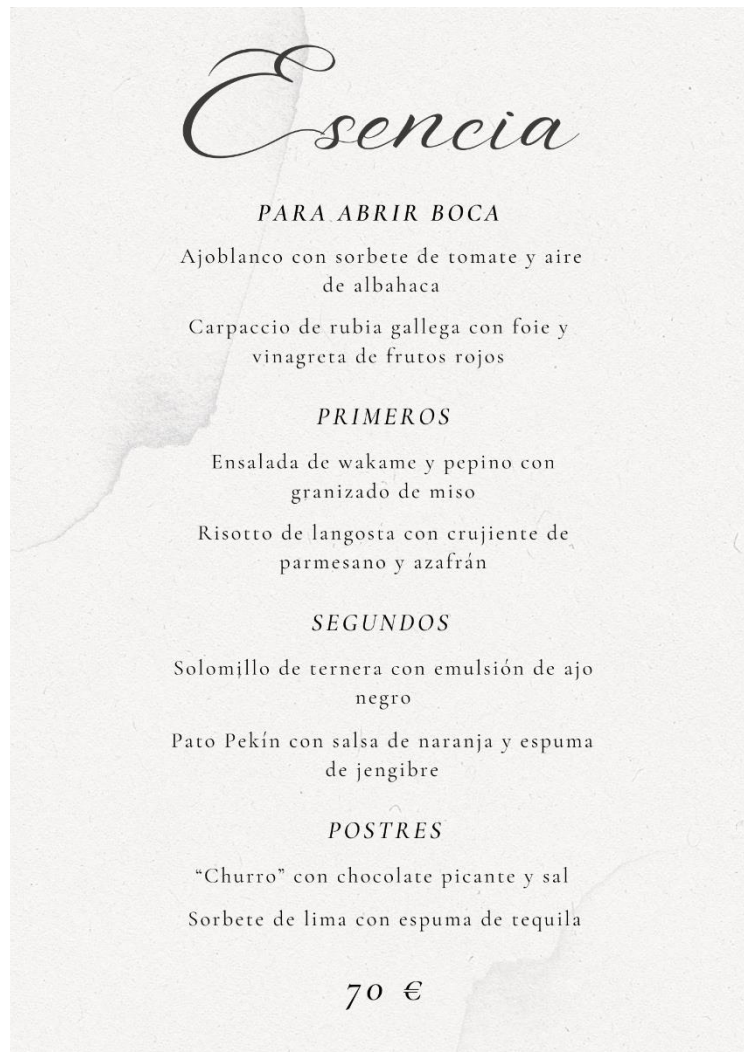 Esencia
PARA ABRIR BOCA
Ajoblanco con sorbete de tomate y aire
de albahaca
Carpaccio de rubia gallega con foie y
vinagreta de frutos rojos
PRIMEROS
Ensalada de wakame y pepino con
granizado de miso
Risotto de langosta con crujiente de
parmesano y azafrán
SEGUNDOS
Solomillo de ternera con emulsión de ajo
negro
Pato Pekín con salsa de naranja y espuma
de jengibre
POSTRES
“Churro” con chocolate picante y sal
Sorbete de lima con espuma de tequila
70 €